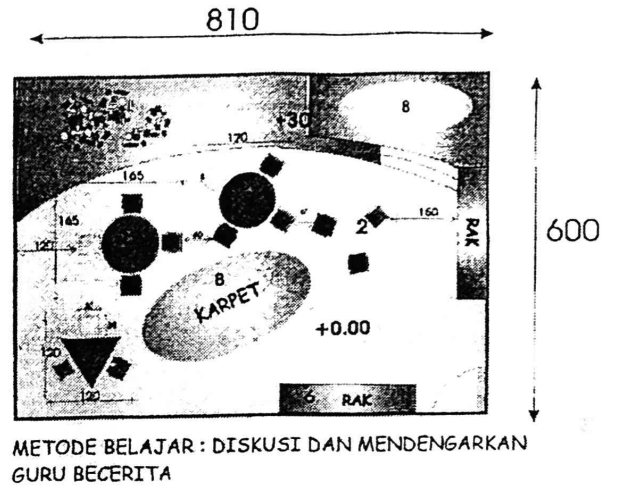 810
+30
8
170
165
165
160
RAK
2
600
120
8
KARPET
+0.00
120
120
6 RAK
METODE BELAJAR : DISKUSI DAN MENDENGARKAN
GURU BECERITA